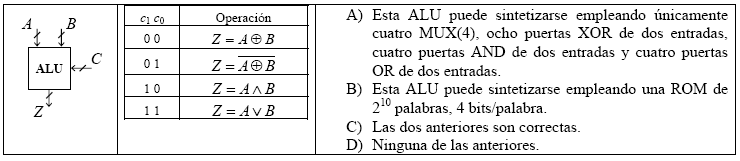 A B
C
ALU
Z
c1 c0 Operación
0 0 Z = A ⊕ B
0 1 Z = \overline{A ⊕ B}
1 0 Z = A ∧ B
1 1 Z = A ∨ B
A) Esta ALU puede sintetizarse empleando únicamente
cuatro MUX(4), ocho puertas XOR de dos entradas,
cuatro puertas AND de dos entradas y cuatro puertas
OR de dos entradas.
B) Esta ALU puede sintetizarse empleando una ROM de
2^10 palabras, 4 bits/palabra.
C) Las dos anteriores son correctas.
D) Ninguna de las anteriores.